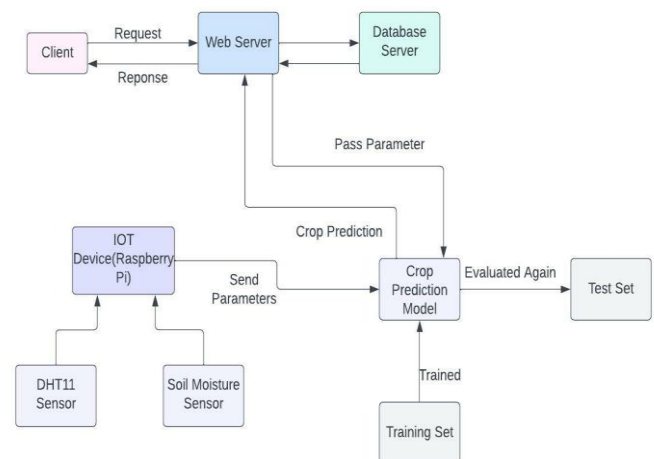 Client
Request
Reponse
Web Server
Database
Server
Pass Parameter
Crop Prediction
IOT
Device(Raspberry
Pi)
Send
Parameters
Crop
Prediction
Model
Evaluated Again
Test Set
DHT11
Sensor
Soil Moisture
Sensor
Trained
Training Set